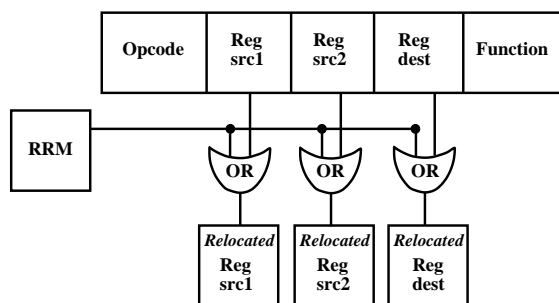 Opcode
Reg
src1
Reg
src2
Reg
dest
Function
RRM
OR
OR
OR
Relocated
Reg
src1
Relocated
Reg
src2
Relocated
Reg
dest